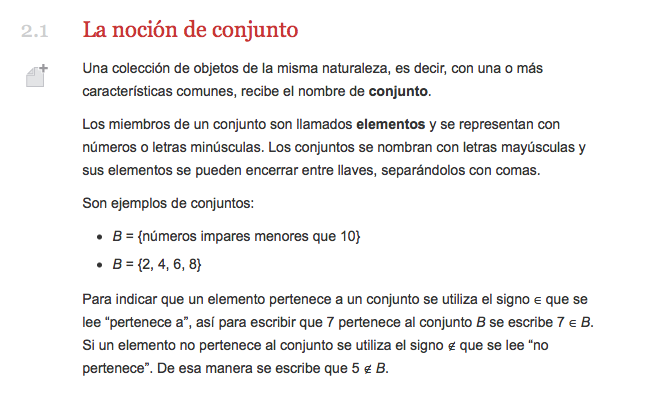 2.1 La noción de conjunto
Una colección de objetos de la misma naturaleza, es decir, con una o más
características comunes, recibe el nombre de conjunto.
Los miembros de un conjunto son llamados elementos y se representan con
números o letras minúsculas. Los conjuntos se nombran con letras mayúsculas y
sus elementos se pueden encerrar entre llaves, separándolos con comas.
Son ejemplos de conjuntos:
• B = {números impares menores que 10}
• B = {2, 4, 6, 8}
Para indicar que un elemento pertenece a un conjunto se utiliza el signo ∈ que se
lee “pertenece a”, así para escribir que 7 pertenece al conjunto B se escribe 7 ∈ B.
Si un elemento no pertenece al conjunto se utiliza el signo ∉ que se lee “no
pertenece”. De esa manera se escribe que 5 ∉ B.